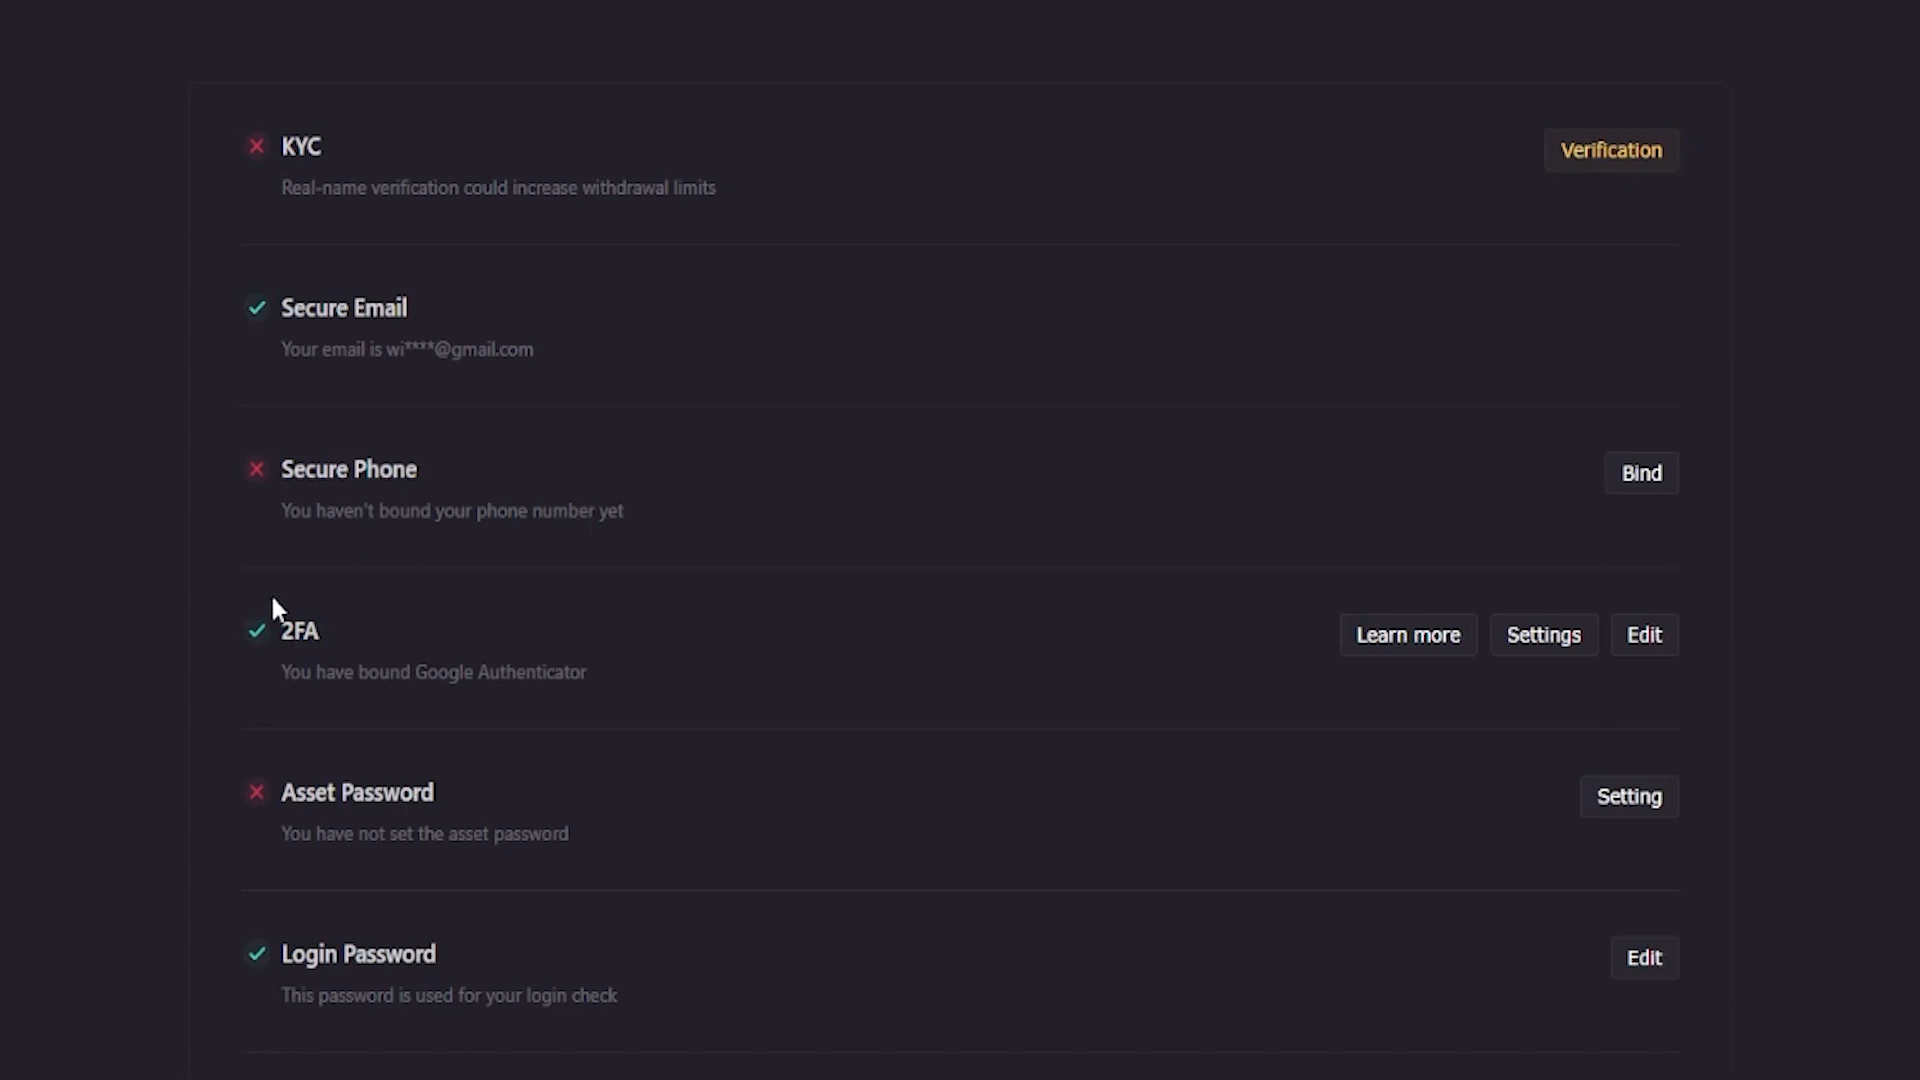 KYC
Verification
Real-name verification could increase withdrawal limits
Secure Email
Your email is wi****@gmail.com
Secure Phone
Bind
You haven't bound your phone number yet
2FA
Learn more
Settings
Edit
You have bound Google Authenticator
Asset Password
Setting
You have not set the asset password
Login Password
Edit
This password is used for your login check